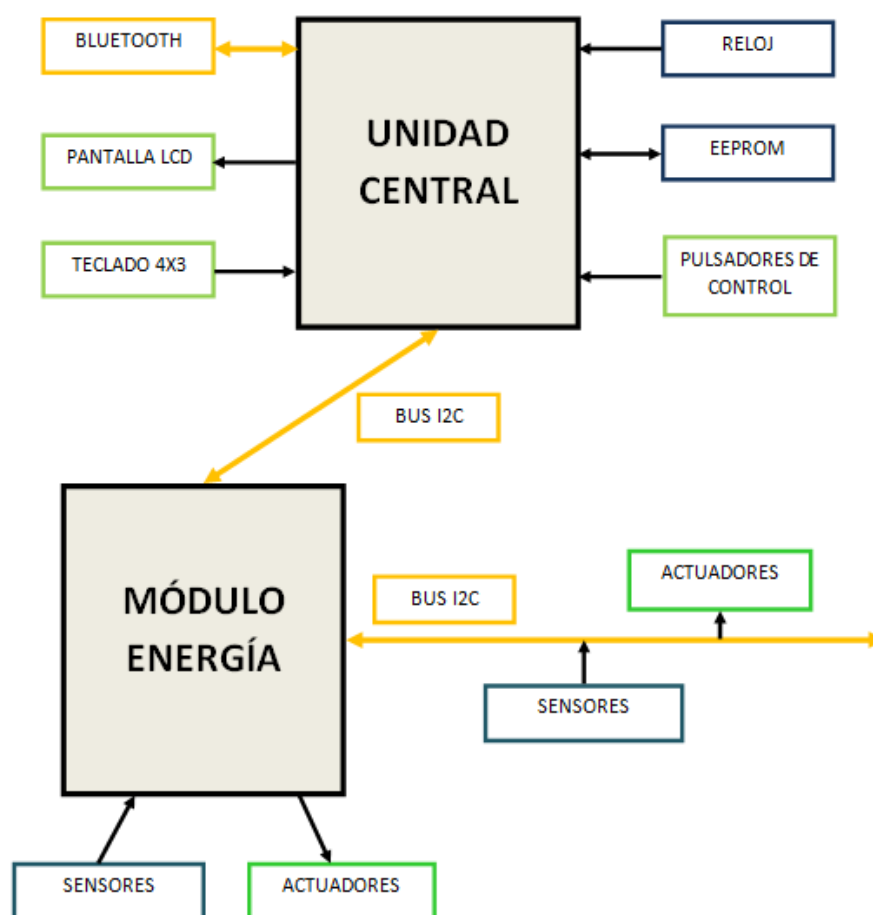 BLUETOOTH
RELOJ
UNIDAD
CENTRAL
PANTALLA LCD
EEPROM
TECLADO 4X3
PULSADORES DE
CONTROL
BUS I2C
MÓDULO
ENERGÍA
BUS I2C
ACTUADORES
SENSORES
SENSORES
ACTUADORES